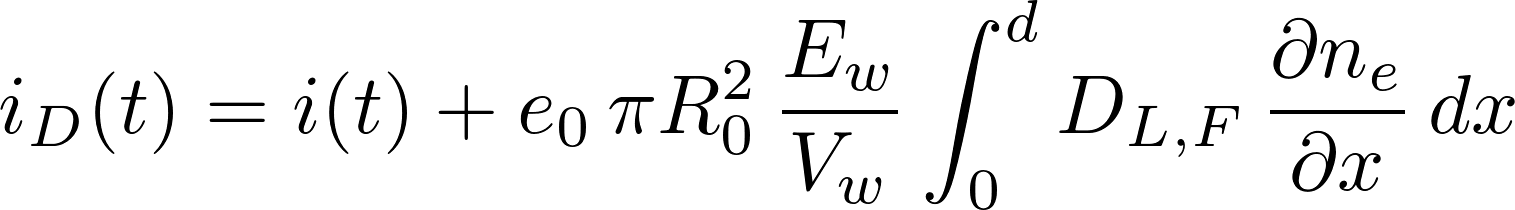 $i_D(t) = i(t) + e_0 \, \pi R_0^2 \, \frac{E_w}{V_w} \int_0^d D_{L,F} \, \frac{\partial n_e}{\partial x} \, dx$